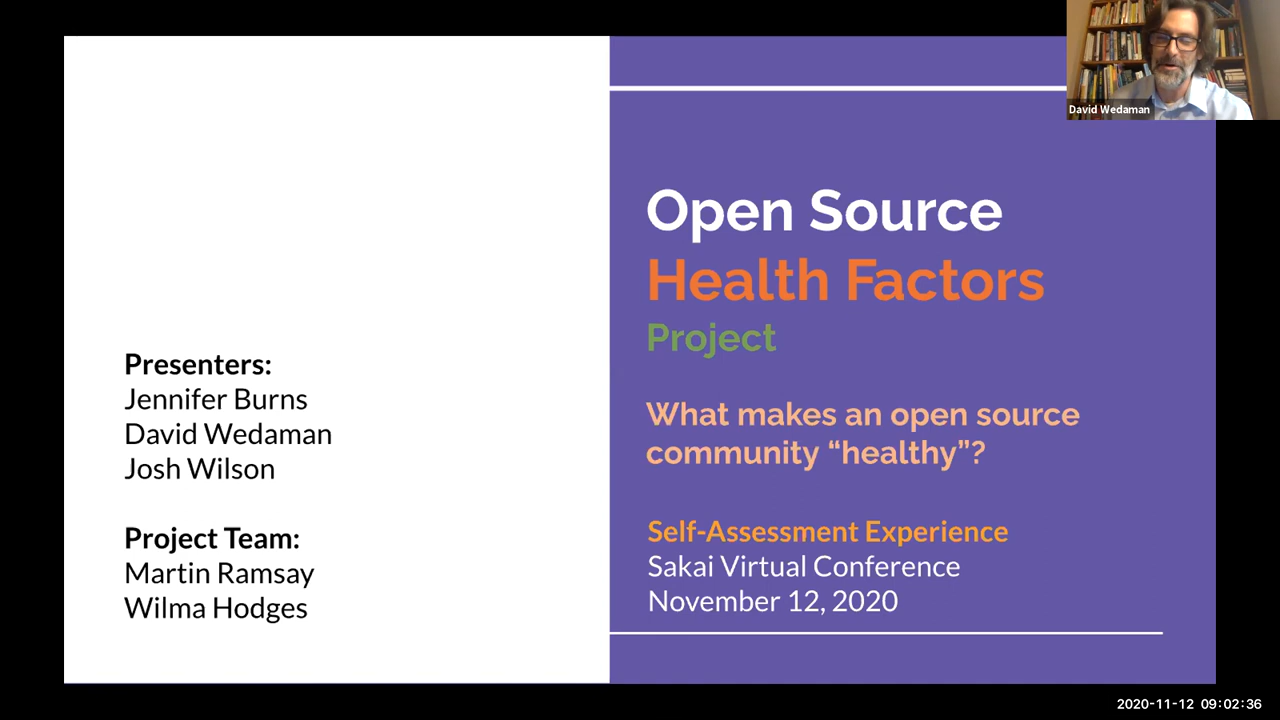 David Wedaman
Open Source
Health Factors
Project
What makes an open source
community “healthy”?
Self-Assessment Experience
Sakai Virtual Conference
November 12, 2020
Presenters:
Jennifer Burns
David Wedaman
Josh Wilson
Project Team:
Martin Ramsay
Wilma Hodges
2020-11-12 09:02:36